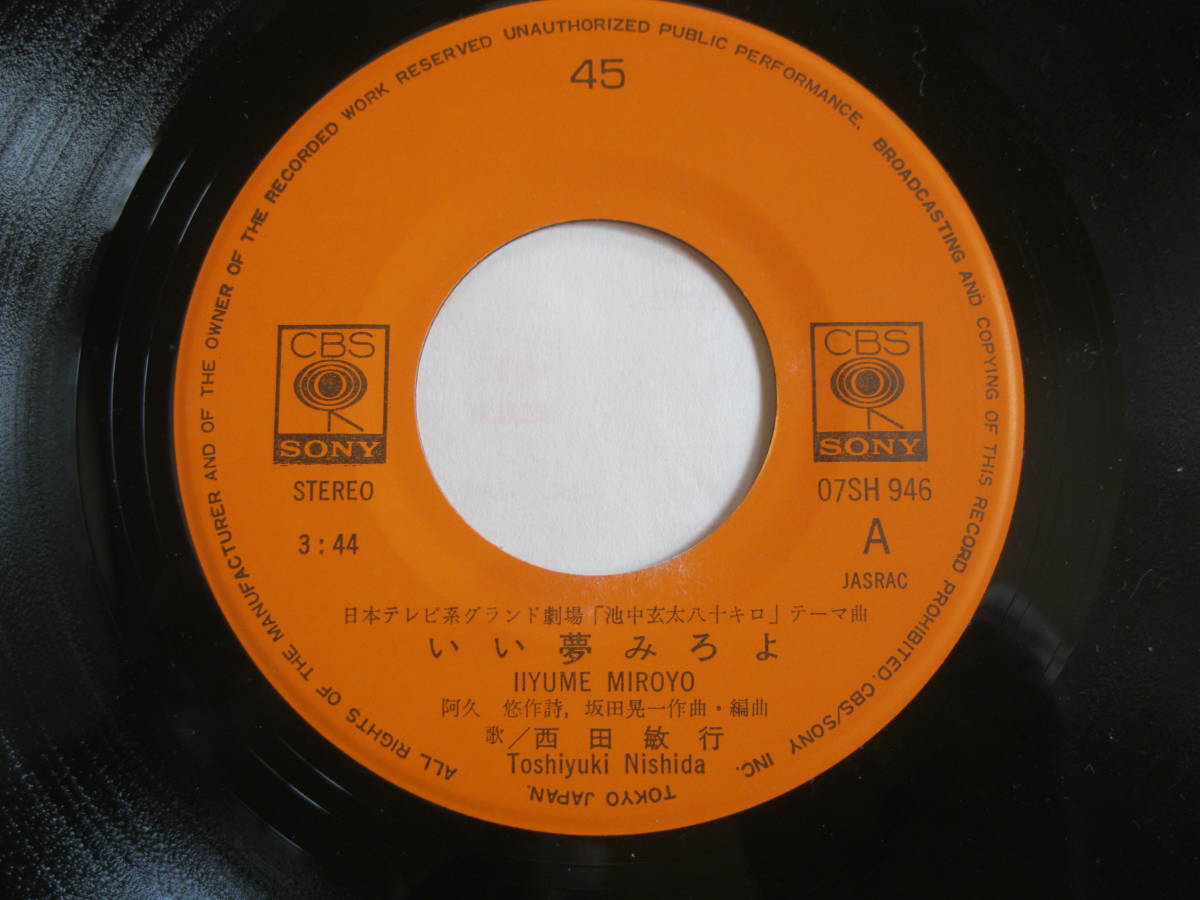 ALL RIGHTS OF THE MANUFACTURER AND OF THE OWNER OF THE RECORDED WORK RESERVED UNAUTHORIZED PUBLIC PERFORMANCE, BROADCASTING AND COPYING OF THIS RECORD PROHIBITED. CBS/SONY INC. TOKYO JAPAN.
45
CBS
SONY
STEREO
3:44
CBS
SONY
07SH 946
A
JASRAC
日本テレビ系グランド劇場「池中玄太八十キロ」テーマ曲
いい夢みろよ
IIYUME MIROYO
阿久 悠作詩, 坂田晃一作曲・編曲
歌／西田敏行
Toshiyuki Nishida